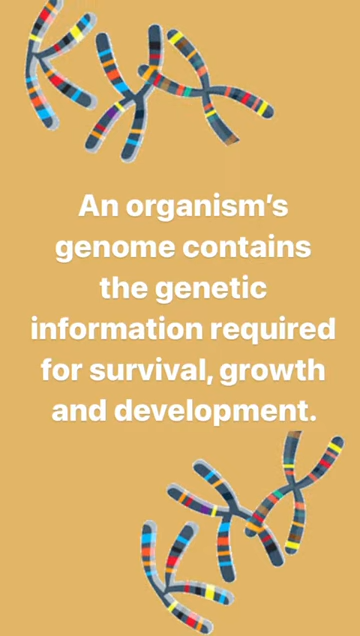 An organism's
genome contains
the genetic
information required
for survival, growth
and development.